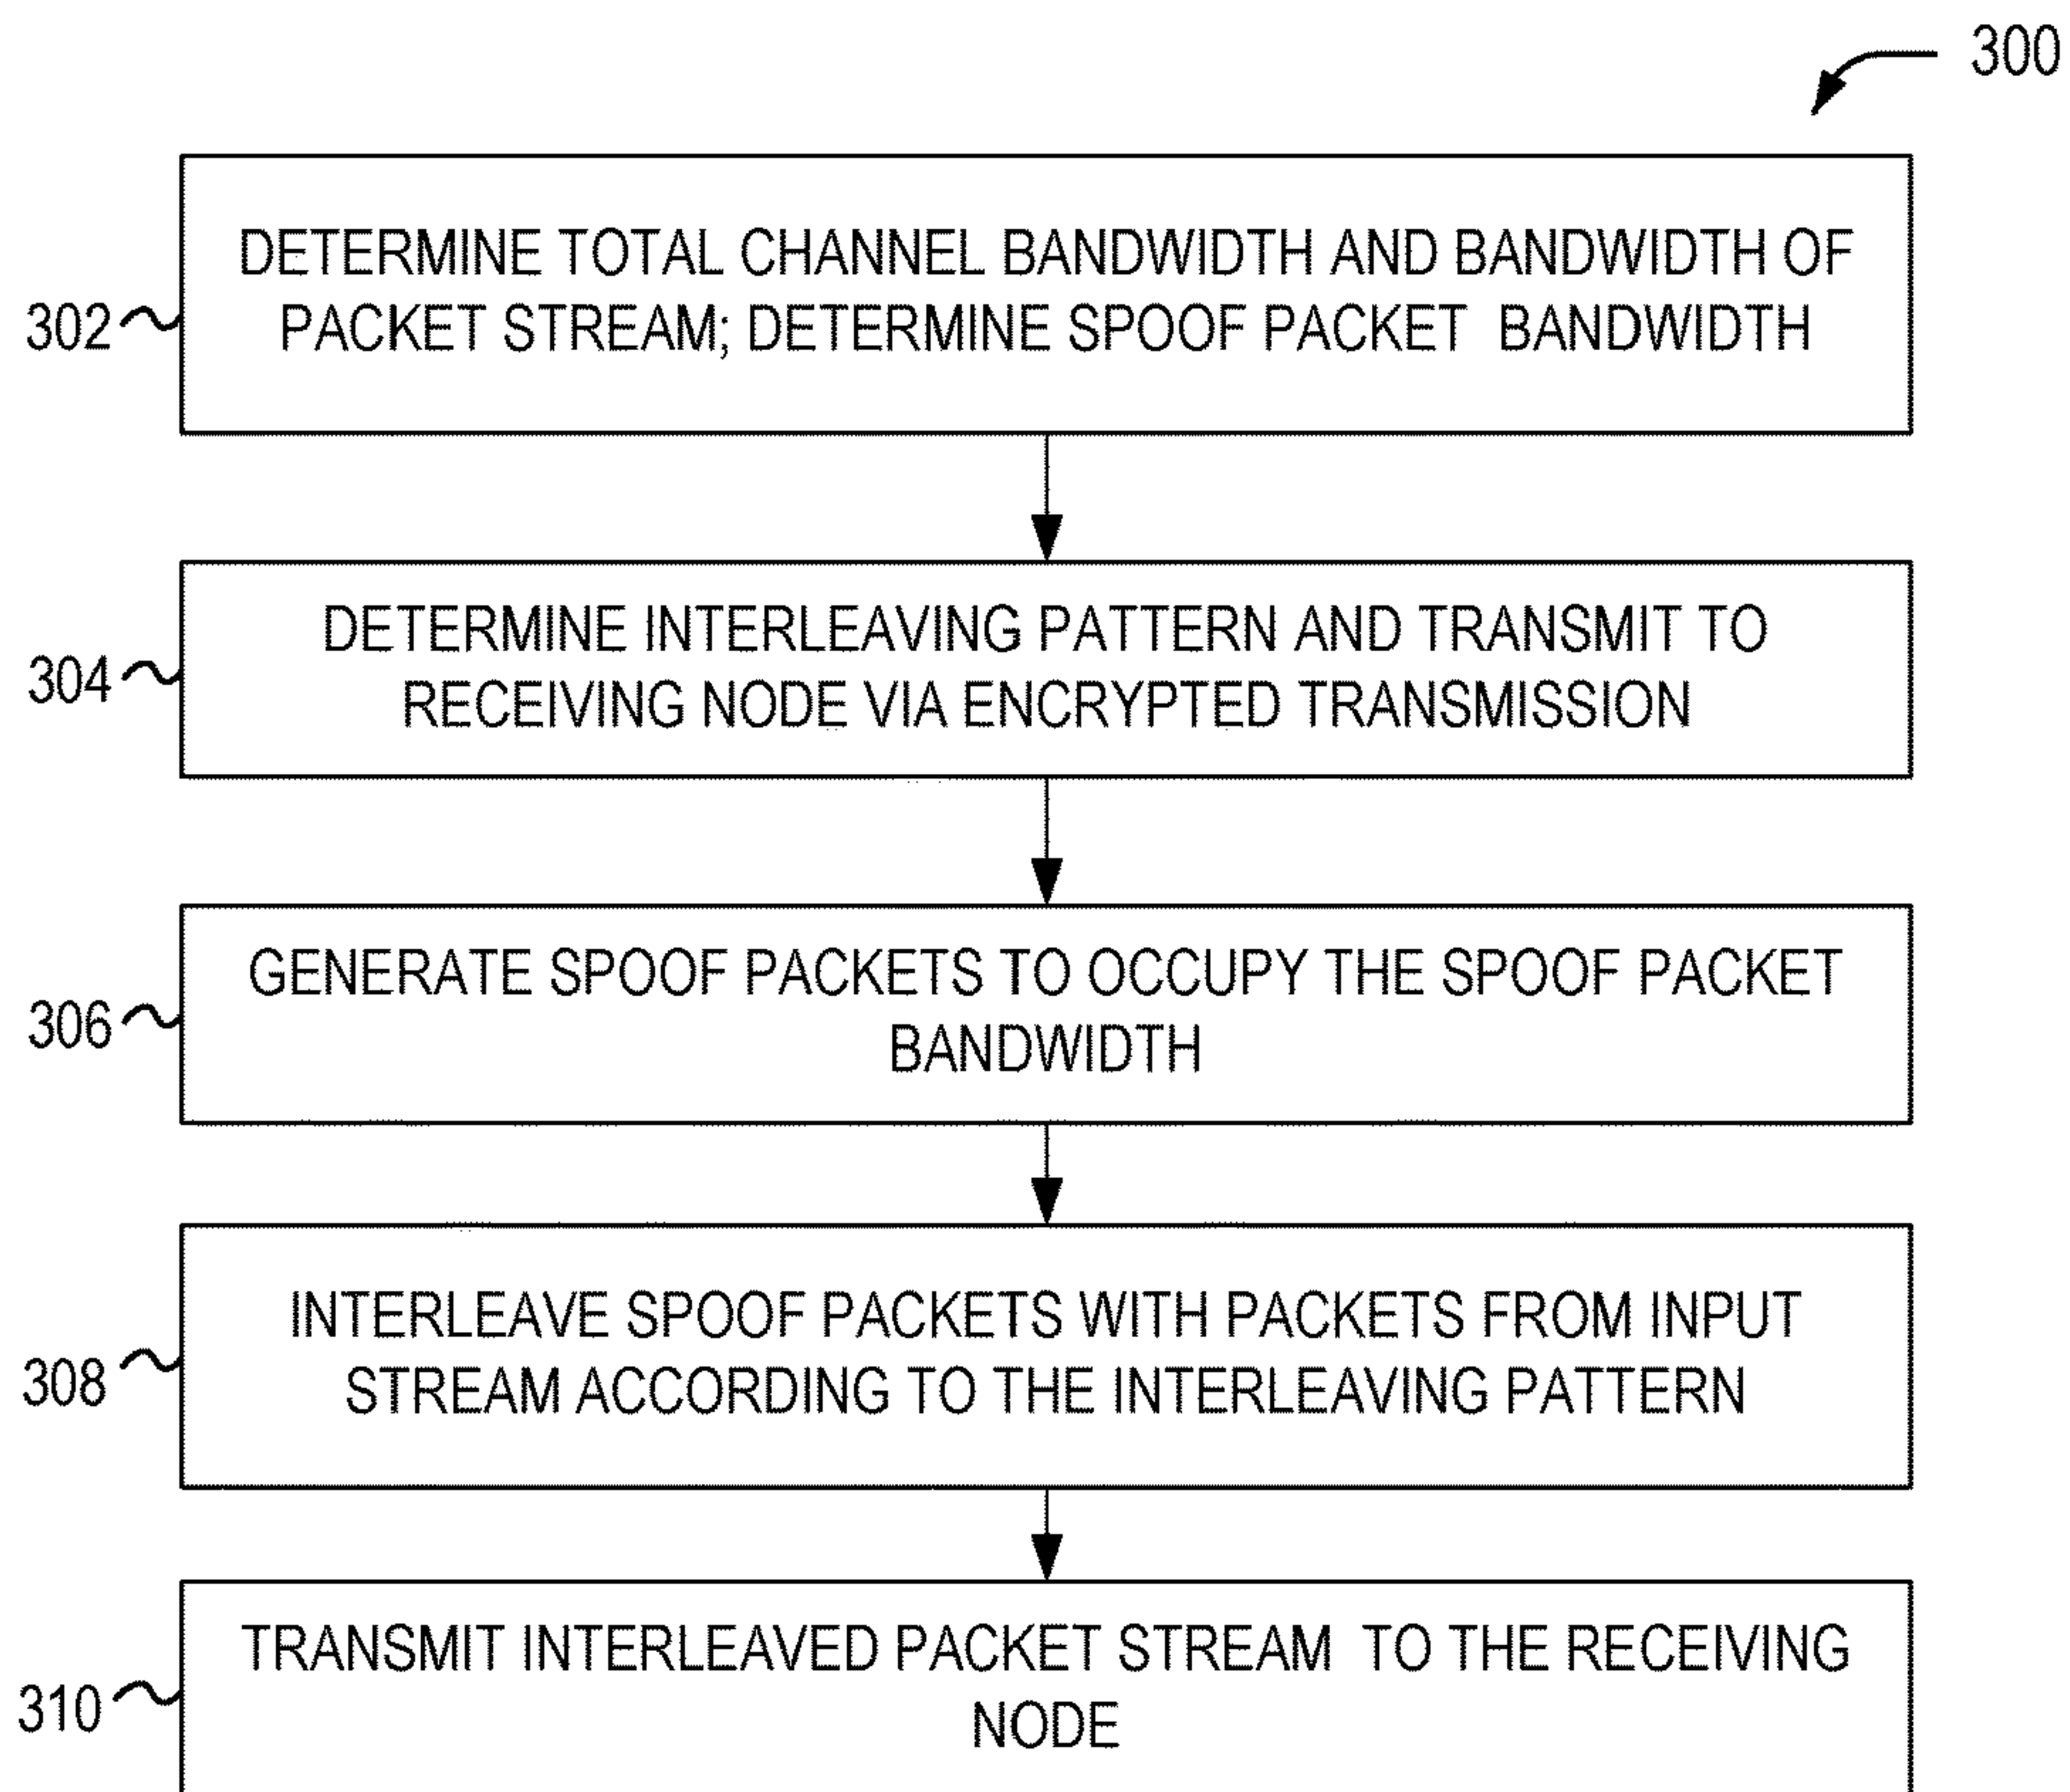 300
DETERMINE TOTAL CHANNEL BANDWIDTH AND BANDWIDTH OF
PACKET STREAM; DETERMINE SPOOF PACKET BANDWIDTH
302
DETERMINE INTERLEAVING PATTERN AND TRANSMIT TO
RECEIVING NODE VIA ENCRYPTED TRANSMISSION
304
GENERATE SPOOF PACKETS TO OCCUPY THE SPOOF PACKET
BANDWIDTH
306
INTERLEAVE SPOOF PACKETS WITH PACKETS FROM INPUT
STREAM ACCORDING TO THE INTERLEAVING PATTERN
308
TRANSMIT INTERLEAVED PACKET STREAM TO THE RECEIVING
NODE
310